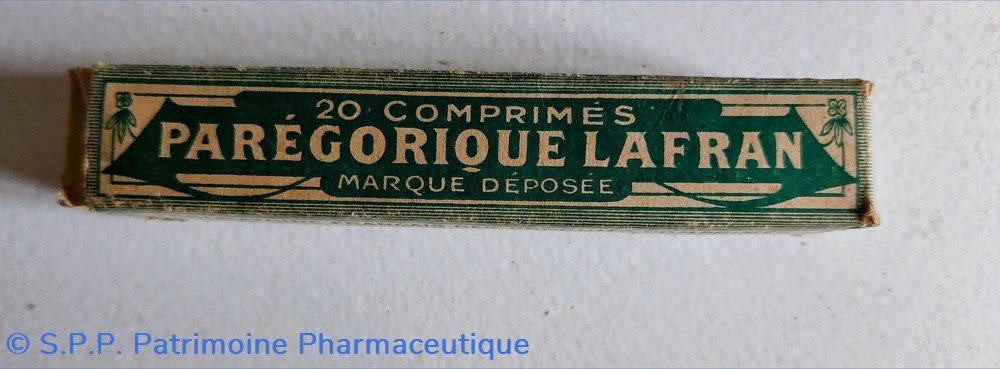 20 COMPRIMÉS
PARÉGORIQUE LAFRAN
MARQUE DÉPOSÉE
© S.P.P. Patrimoine Pharmaceutique